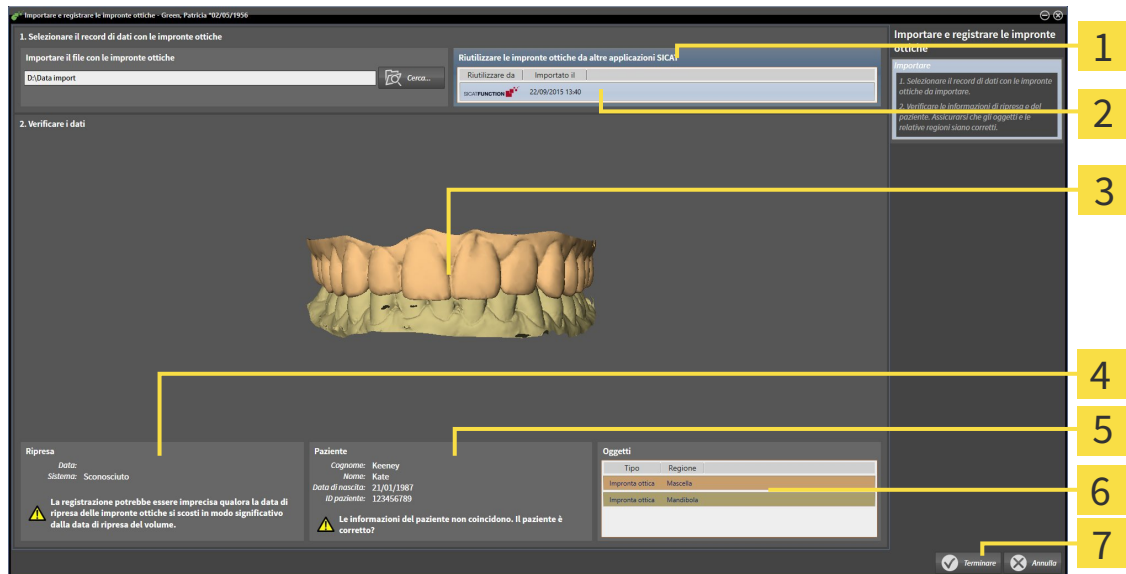 Importare e registrare le impronte ottiche - Green, Patricia *02/05/1956
1. Selezionare il record di dati con le impronte ottiche
Importare il file con le impronte ottiche
D:\Data import
Cerca...
Riutilizzare le impronte ottiche da altre applicazioni SICAT
Riutilizzare da
Importato il
SICATFUNCTION
22/09/2015 13:40
2. Verificare i dati
Ripresa
Data:
Sistema: Sconosciuto
La registrazione potrebbe essere imprecisa qualora la data di
ripresa delle impronte ottiche si scosti in modo significativo
dalla data di ripresa del volume.
Paziente
Cognome: Keeney
Nome: Kate
Data di nascita: 21/01/1987
ID paziente: 123456789
Le informazioni del paziente non coincidono. Il paziente è
corretto?
Oggetti
Tipo
Regione
Impronta ottica
Mascella
Impronta ottica
Mandibola
Importare e registrare le impronte
ottiche
Importare
1. Selezionare il record di dati con le impronte
ottiche da importare.
2. Verificare le informazioni di ripresa e del
paziente. Assicurarsi che gli oggetti e le
relative regioni siano corretti.
Terminare
Annulla
1
2
3
4
5
6
7